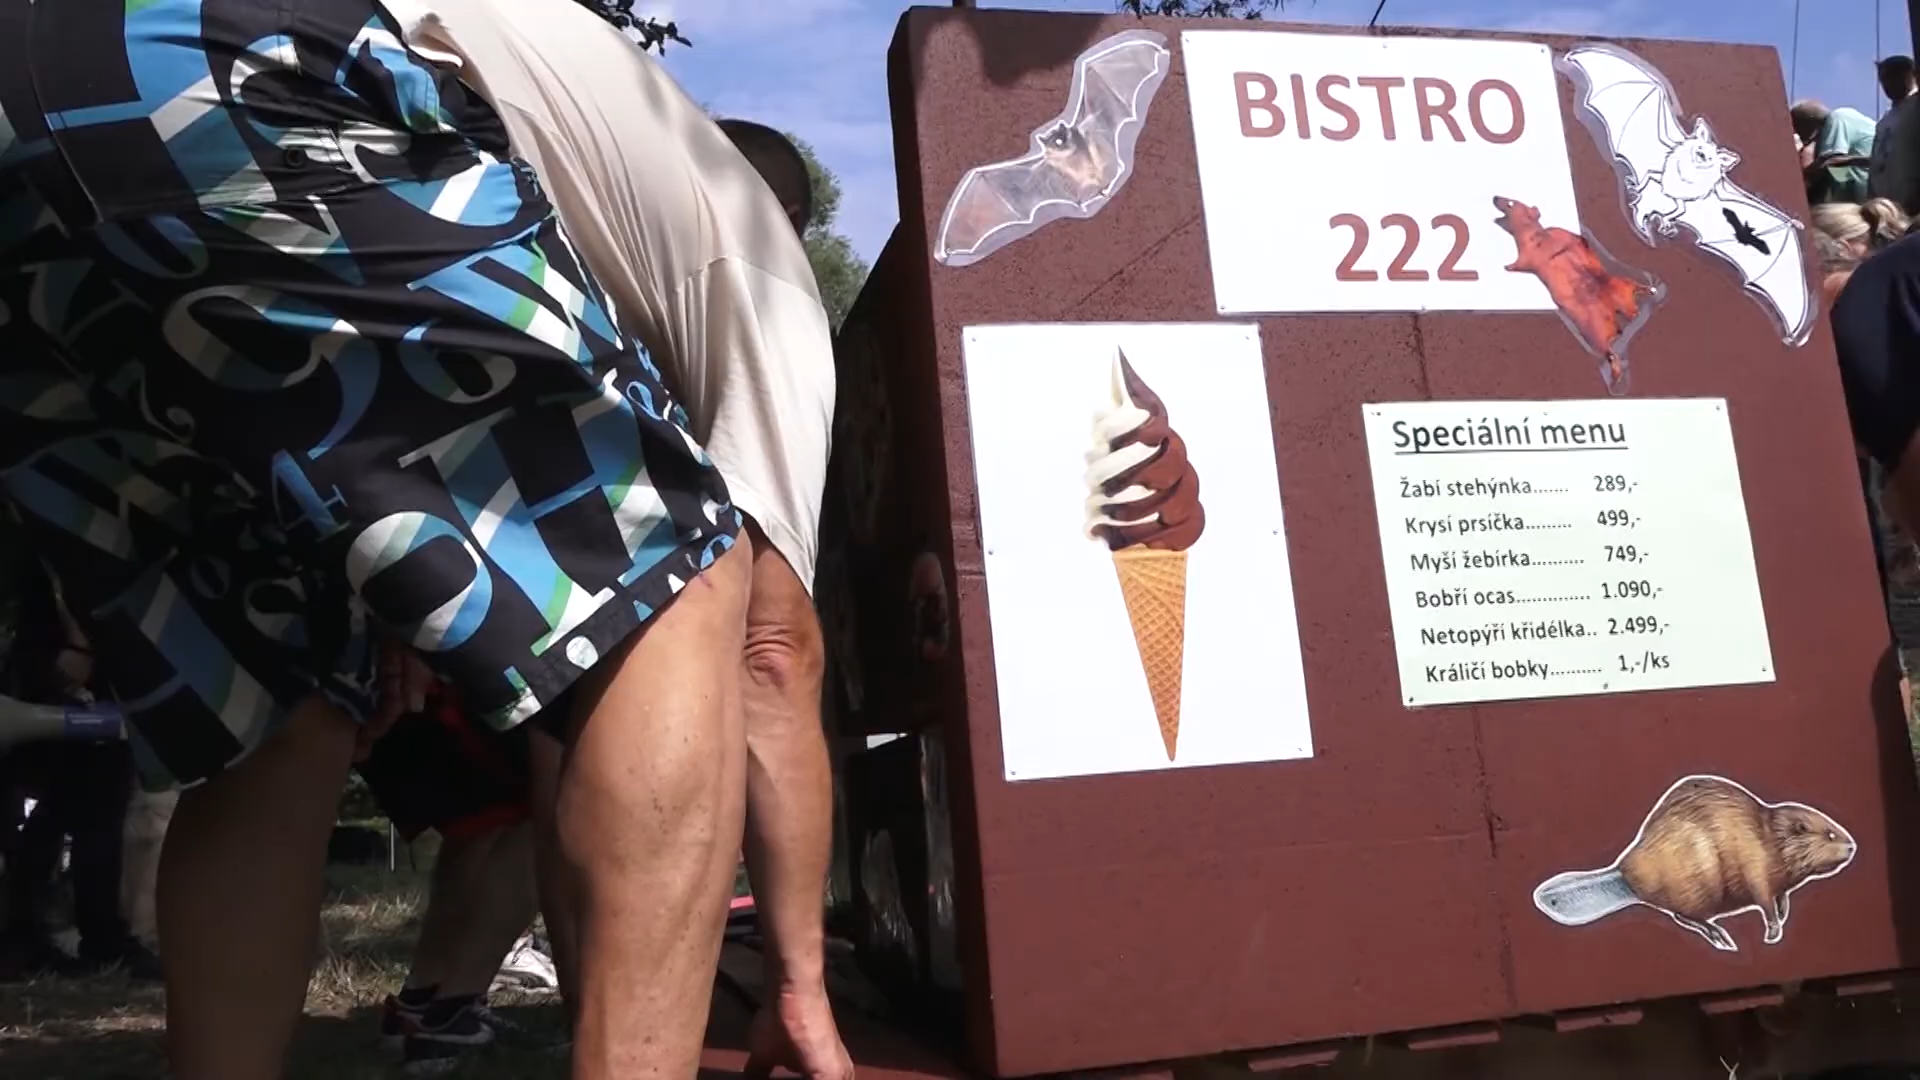 BISTRO
222
Speciální menu
Žabí stehýnka....... 289,-
Krysí prsíčka......... 499,-
Myší žebírka.......... 749,-
Bobří ocas.............. 1.090,-
Netopýří křidélka.. 2.499,-
Králičí bobky.......... 1,-/ks